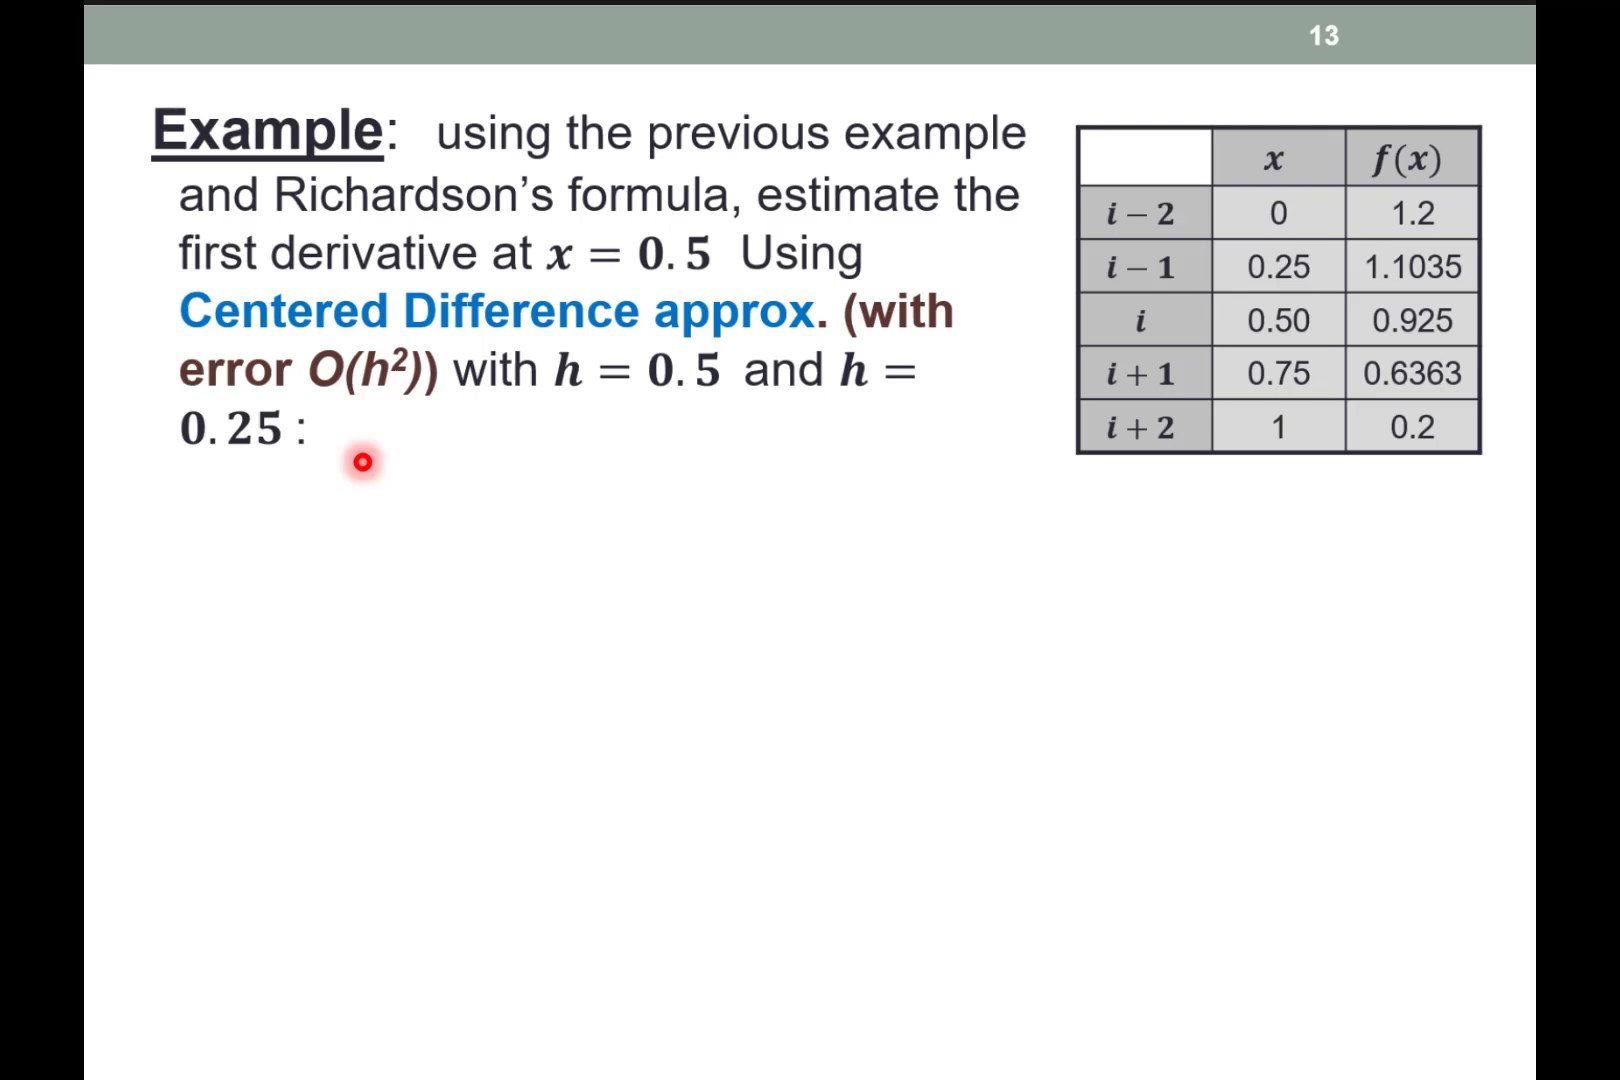 13
Example: using the previous example
and Richardson’s formula, estimate the
first derivative at x = 0.5 Using
Centered Difference approx. (with
error O(h²)) with h = 0.5 and h =
0.25 :
x f(x)
i − 2 0 1.2
i − 1 0.25 1.1035
i 0.50 0.925
i + 1 0.75 0.6363
i + 2 1 0.2